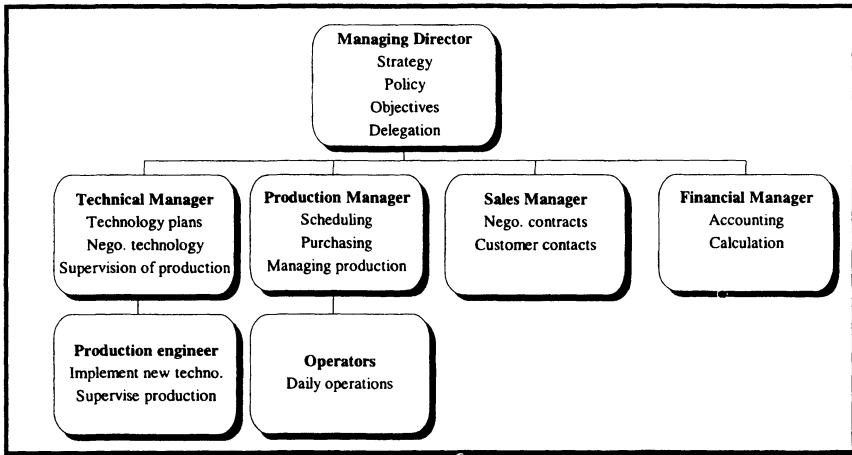 Managing Director
Strategy
Policy
Objectives
Delegation
Technical Manager
Technology plans
Nego. technology
Supervision of production
Production Manager
Scheduling
Purchasing
Managing production
Sales Manager
Nego. contracts
Customer contacts
Financial Manager
Accounting
Calculation
Production engineer
Implement new techno.
Supervise production
Operators
Daily operations